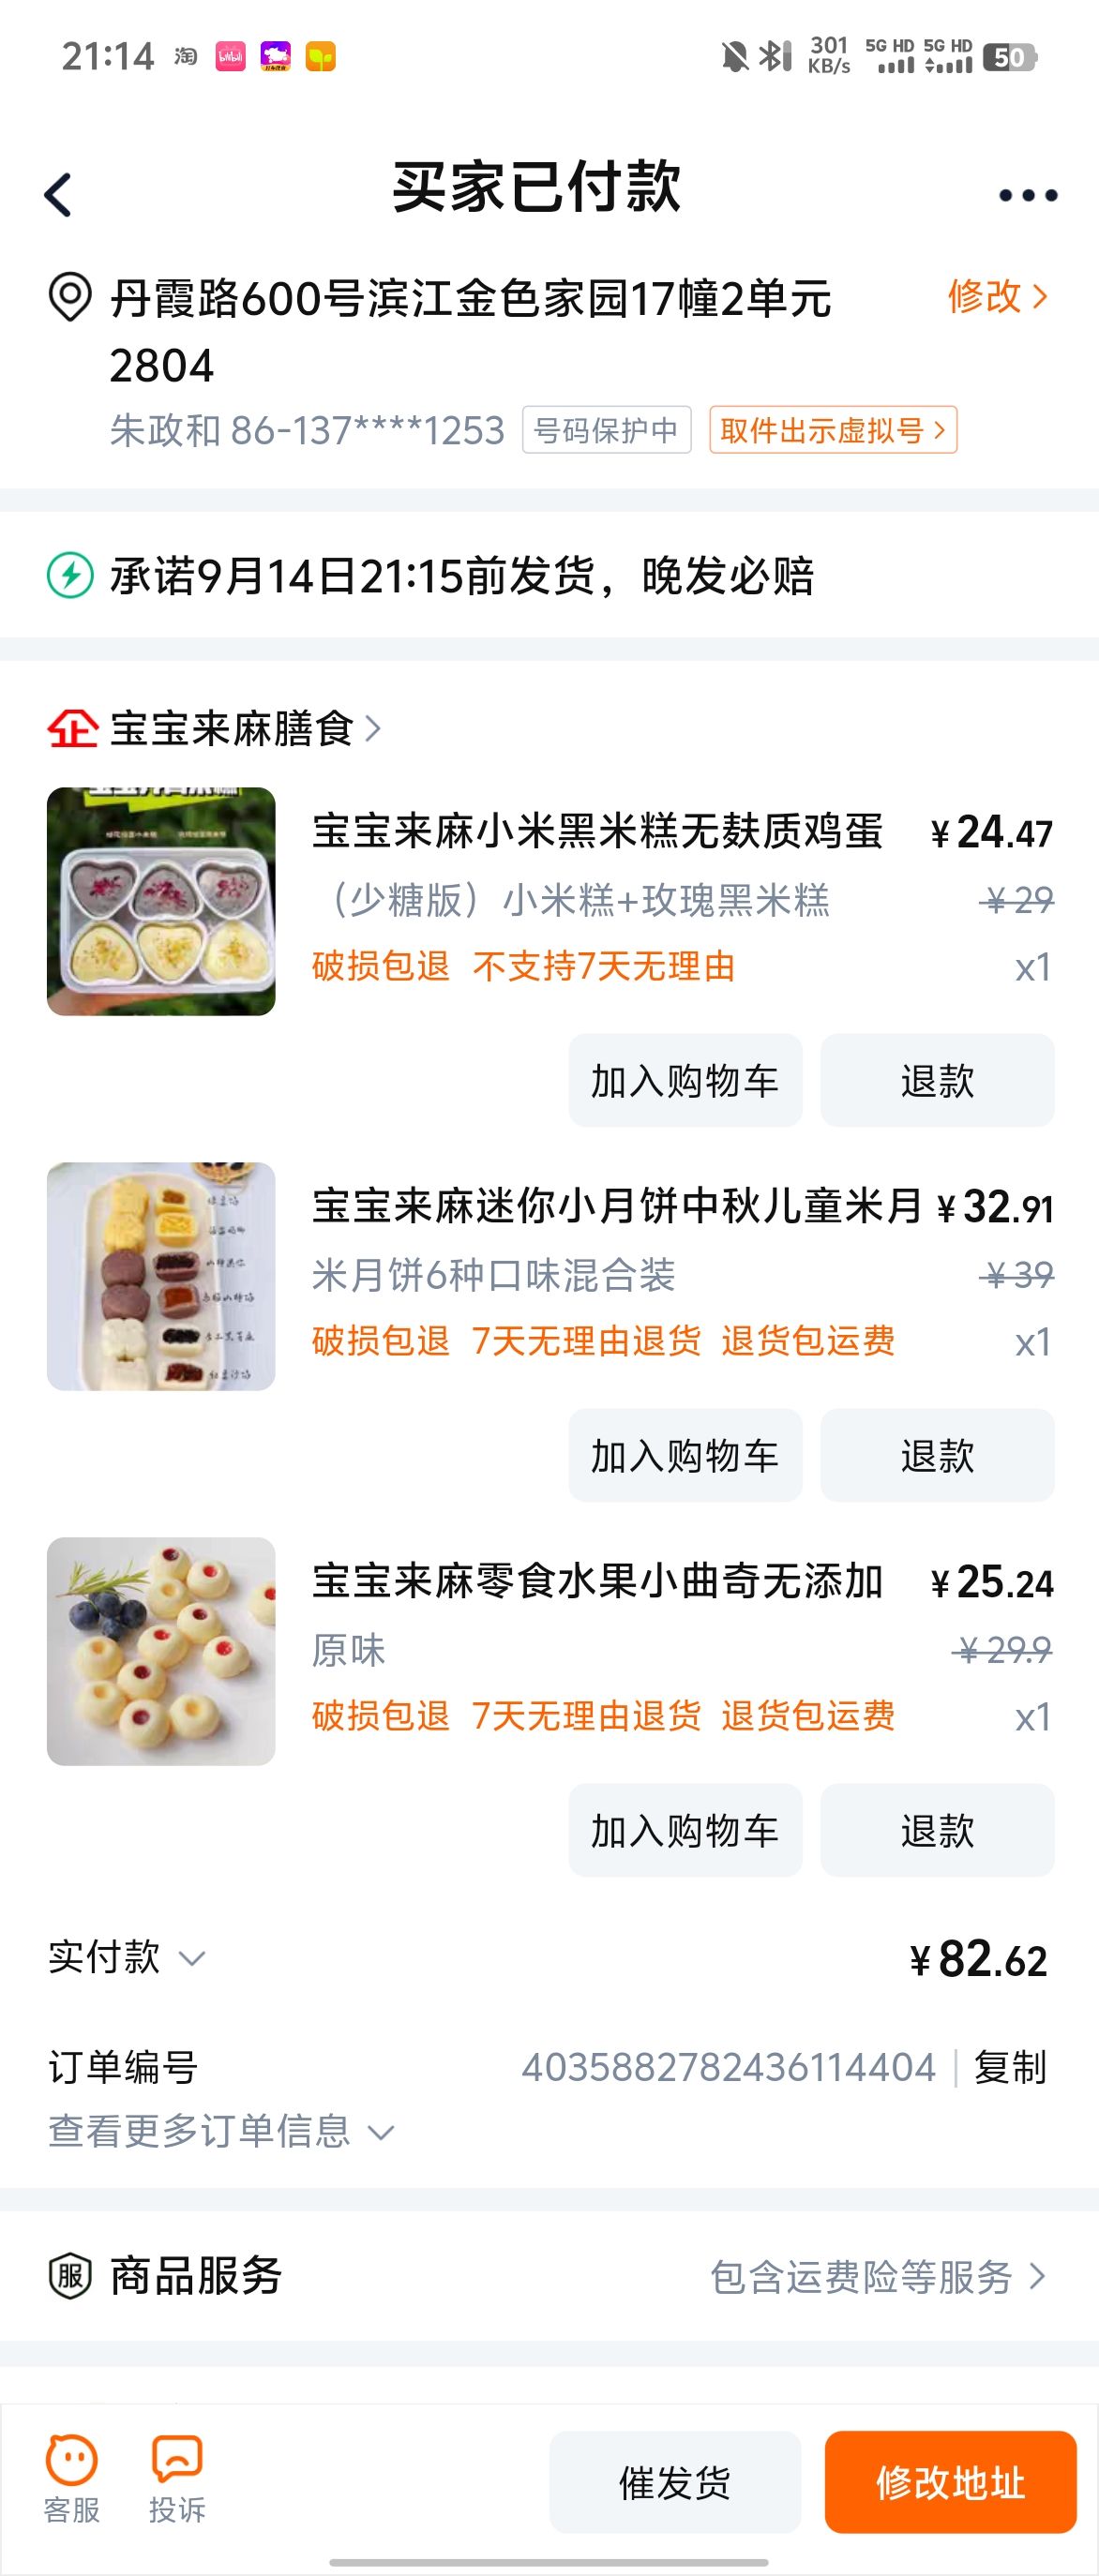 21:14 淘 bilibili 301 KB/s 5G HD 5G HD 50
买家已付款
丹霞路600号滨江金色家园17幢2单元 修改
2804
朱政和 86-137****1253 号码保护中 取件出示虚拟号
承诺9月14日21:15前发货，晚发必赔
企 宝宝来麻膳食
宝宝来麻小米黑米糕无麸质鸡蛋 ¥24.47
（少糖版）小米糕+玫瑰黑米糕 ¥29
破损包退 不支持7天无理由 x1
加入购物车 退款
宝宝来麻迷你小月饼中秋儿童米月 ¥32.91
米月饼6种口味混合装 ¥39
破损包退 7天无理由退货 退货包运费 x1
加入购物车 退款
宝宝来麻零食水果小曲奇无添加 ¥25.24
原味 ¥29.9
破损包退 7天无理由退货 退货包运费 x1
加入购物车 退款
实付款 ¥82.62
订单编号 4035882782436114404 复制
查看更多订单信息
服 商品服务 包含运费险等服务
客服 投诉 催发货 修改地址